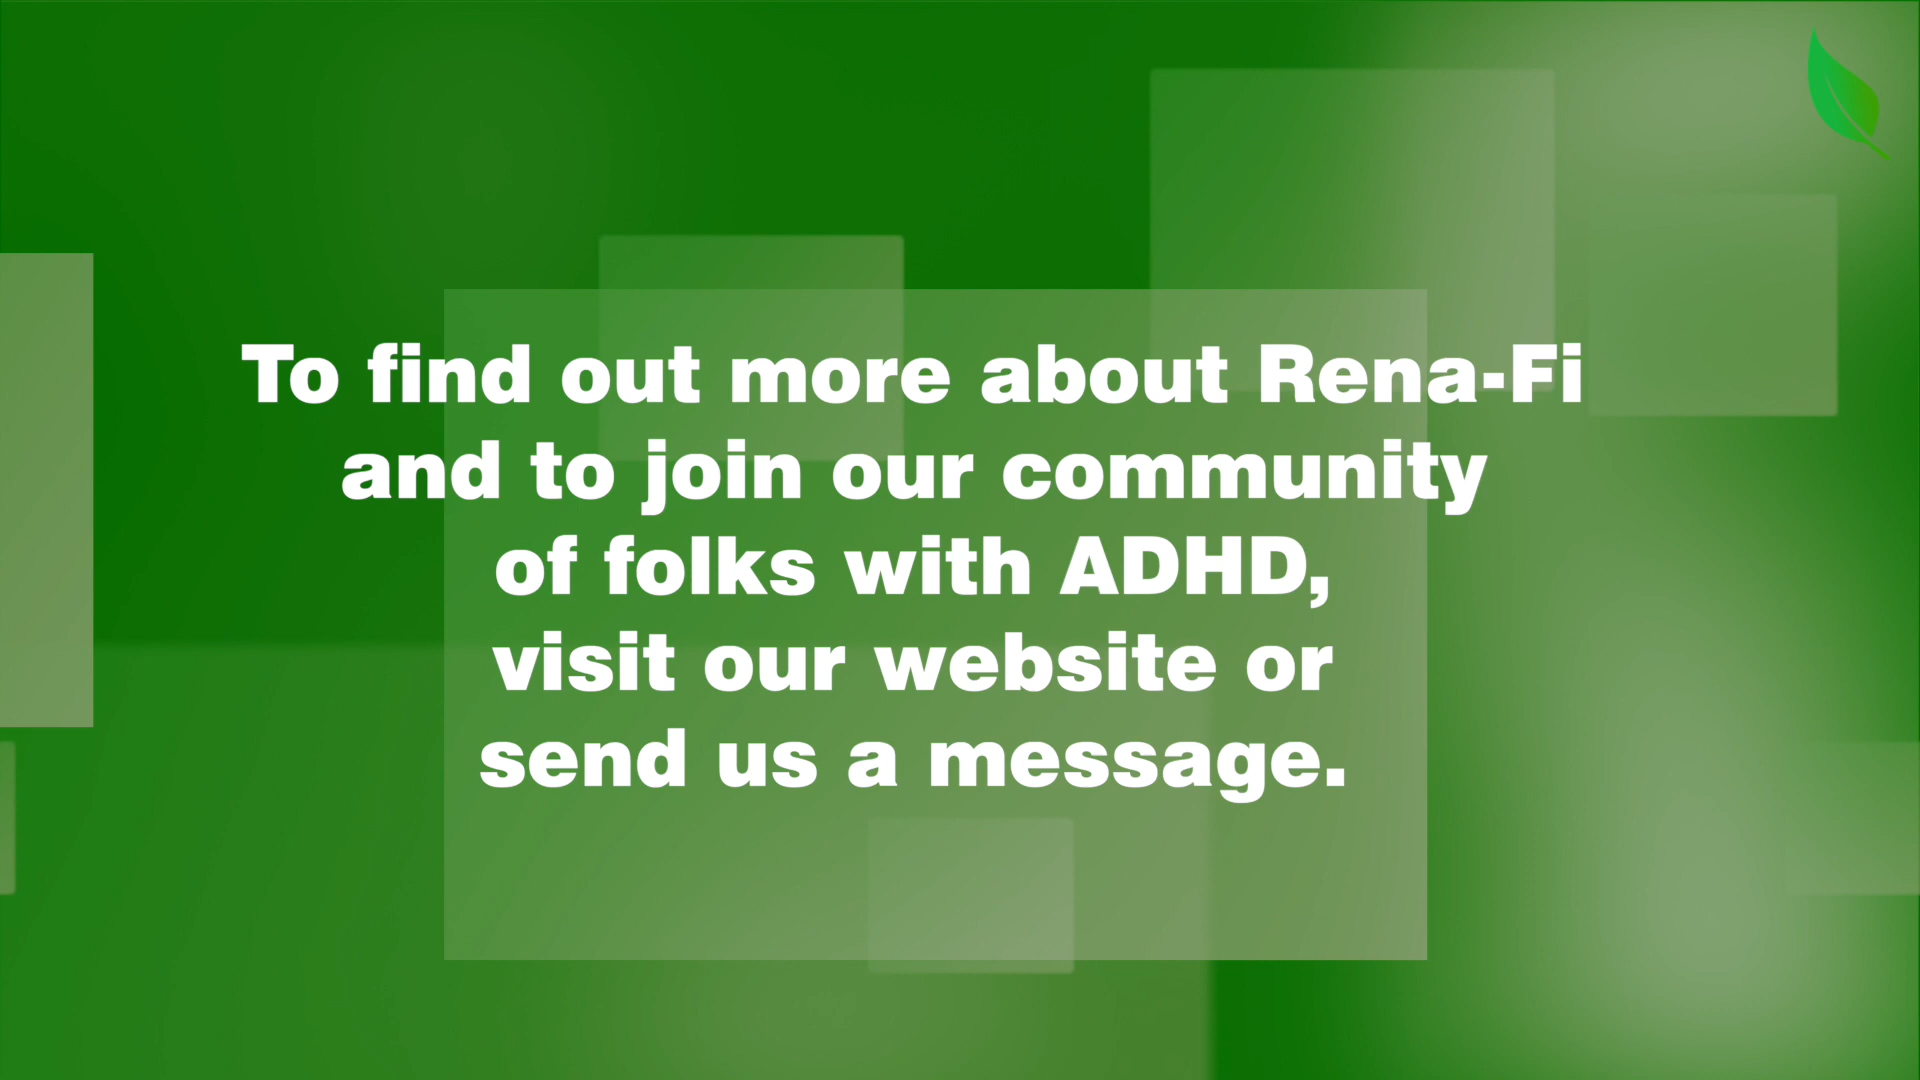 To find out more about Rena-Fi
and to join our community
of folks with ADHD,
visit our website or
send us a message.